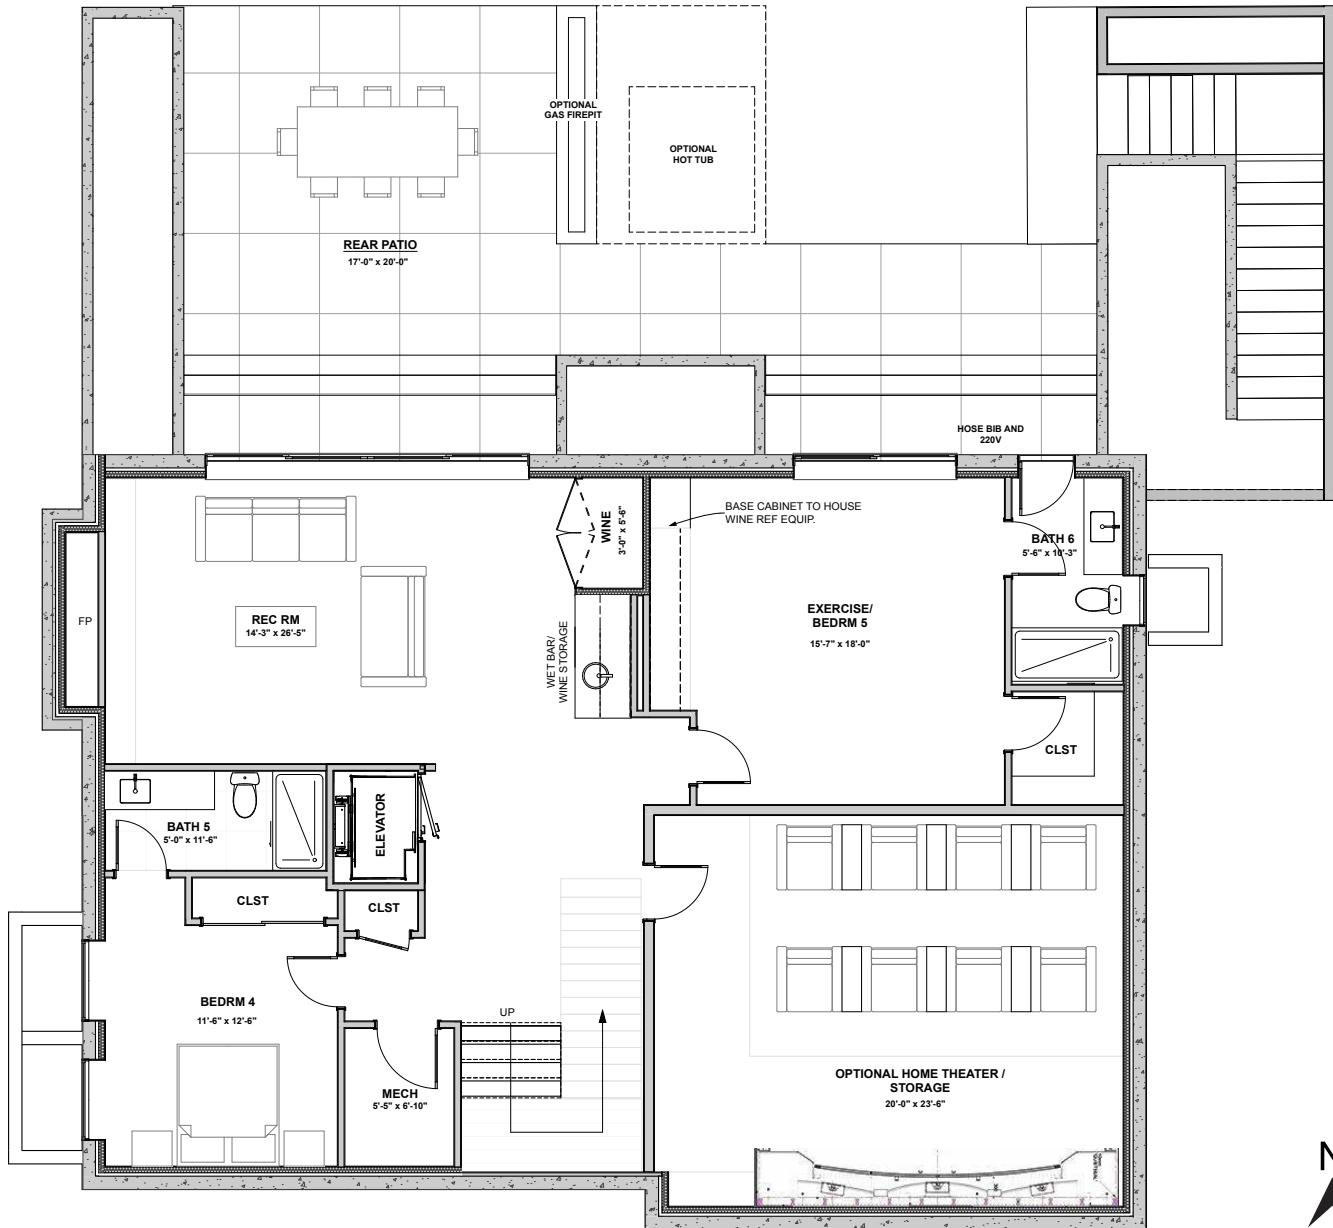 OPTIONAL
GAS FIREPIT
OPTIONAL
HOT TUB
REAR PATIO
17'-0" x 20'-0"
HOSE BIB AND
220V
BASE CABINET TO HOUSE
WINE REF EQUIP.
WINE
3'-0" x 5'-6"
BATH 6
5'-6" x 10'-3"
FP
REC RM
14'-3" x 26'-5"
EXERCISE/
BEDRM 5
15'-7" x 18'-0"
WET BAR/
WINE STORAGE
CLST
BATH 5
5'-0" x 11'-6"
ELEVATOR
CLST
CLST
BEDRM 4
11'-6" x 12'-6"
UP
MECH
5'-5" x 6'-10"
OPTIONAL HOME THEATER /
STORAGE
20'-0" x 23'-6"
N